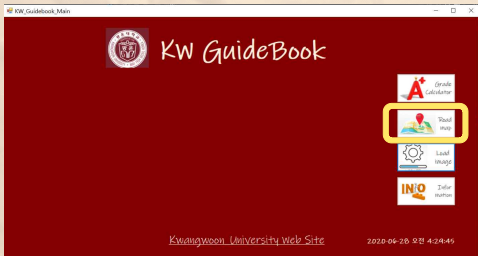 KW_Guidebook_Main
KW GuideBook
A+
Grade
Calculator
Road
map
Load
Image
INFO
Infor
mation
Kwangwoon University Web Site
2020-06-28 오전 4:24:45